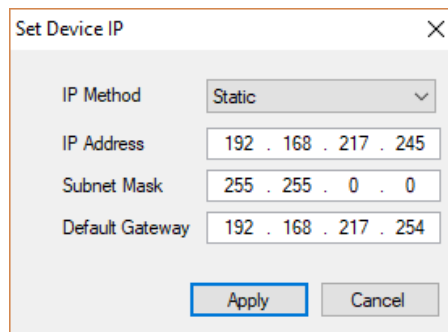 Set Device IP
IP Method Static
IP Address 192 . 168 . 217 . 245
Subnet Mask 255 . 255 . 0 . 0
Default Gateway 192 . 168 . 217 . 254
Apply Cancel